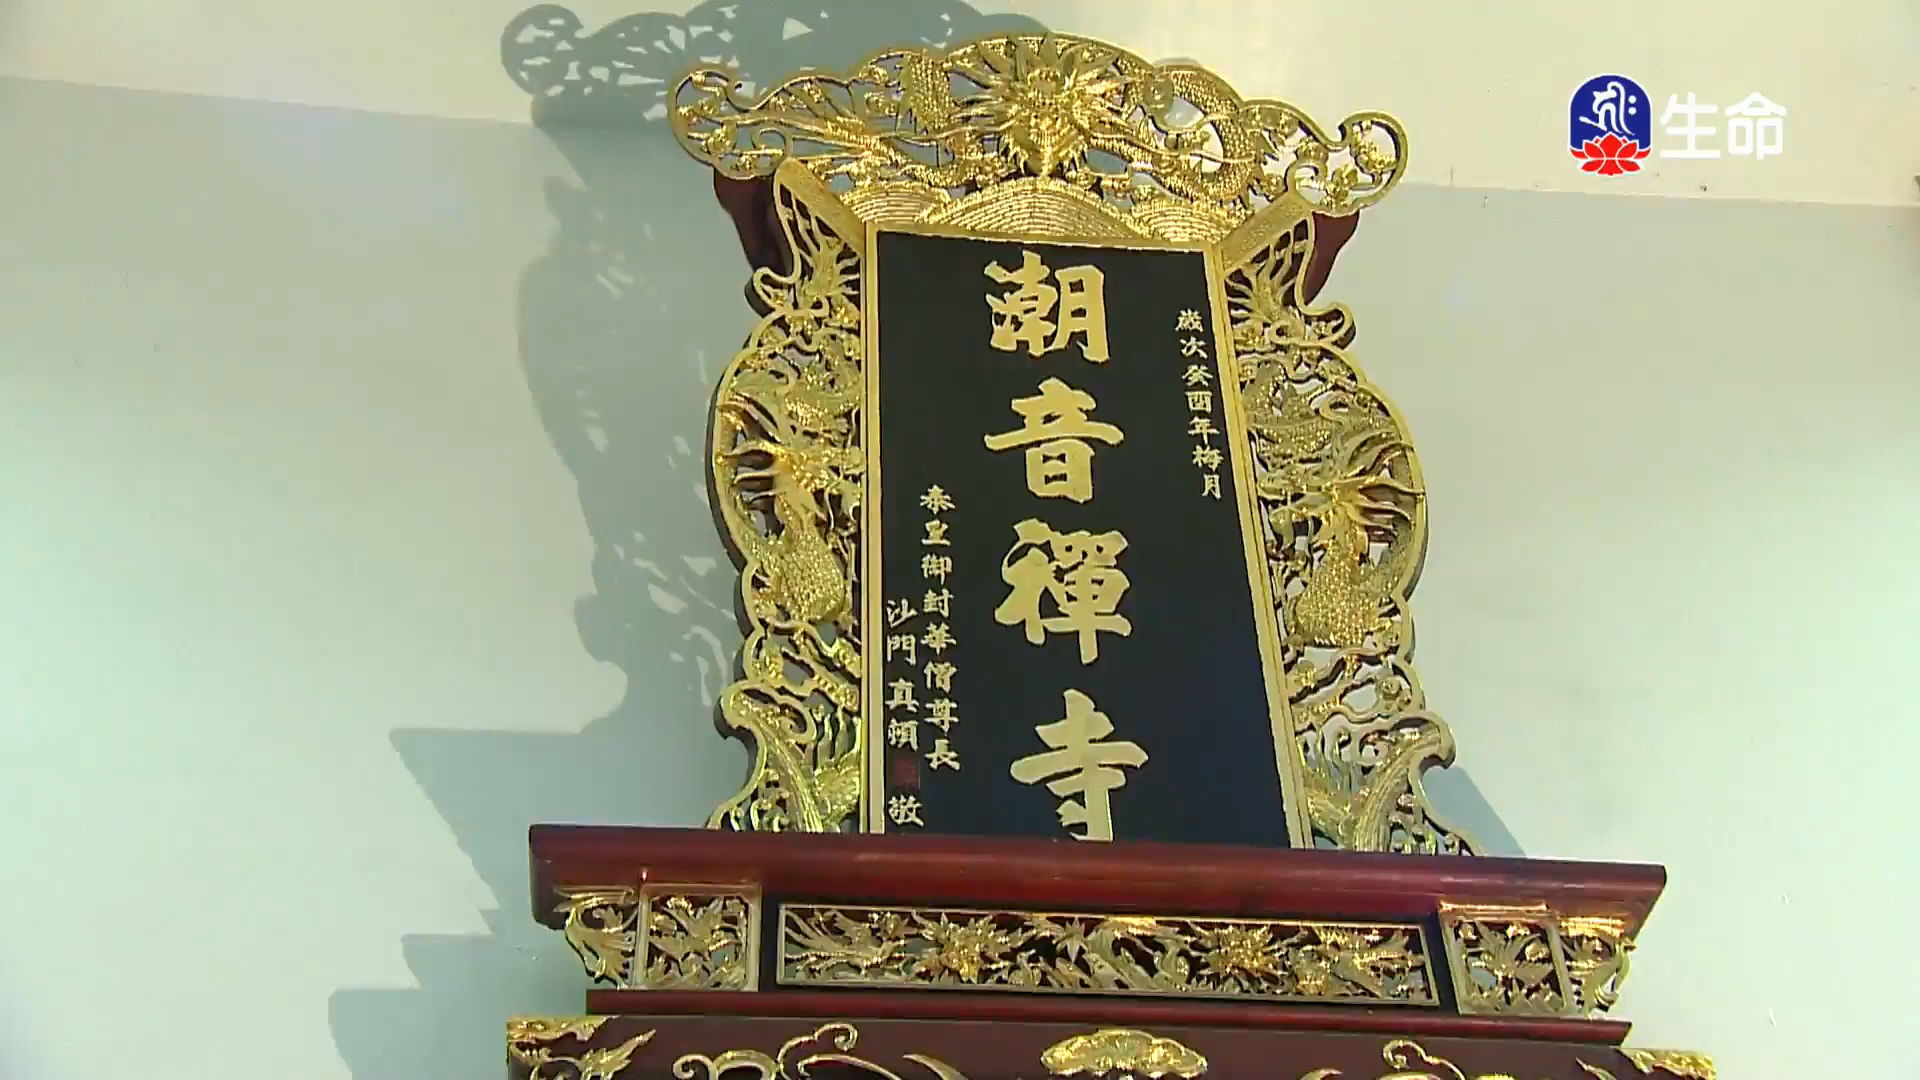 歲次癸酉年梅月
潮音禪寺
泰皇御封華僧尊長
沙門真頓
敬
生命